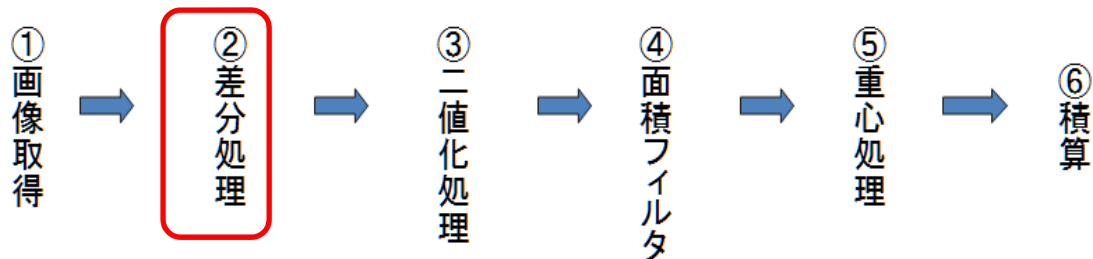 ①画像取得
②差分処理
③二値化処理
④面積フィルタ
⑤重心処理
⑥積算